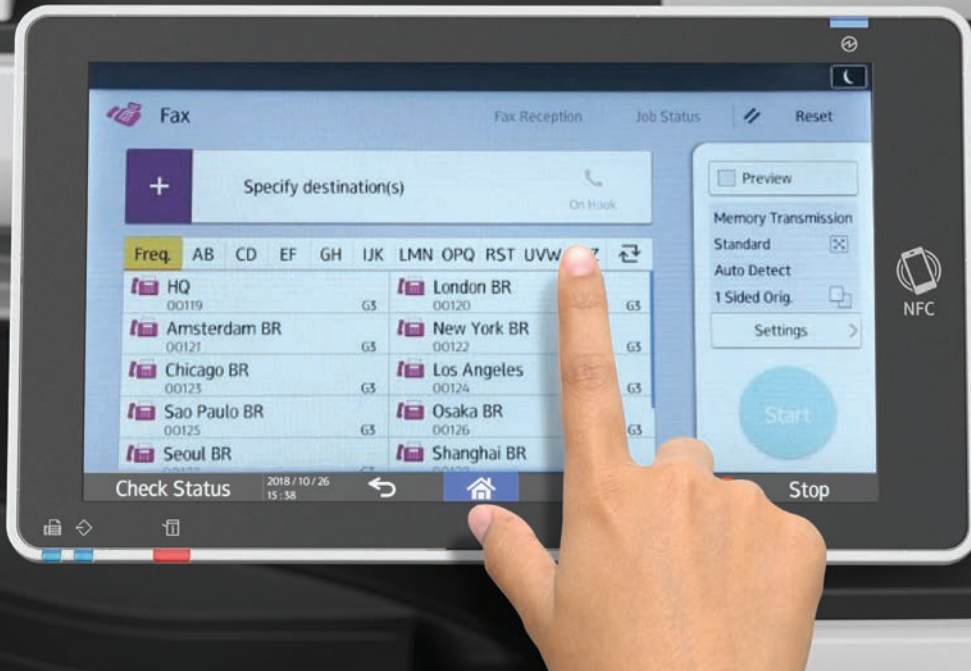 Fax
Fax Reception
Job Status
Reset
+
Specify destination(s)
On Hook
Preview
Memory Transmission
Standard
Auto Detect
1 Sided Orig.
Settings
Start
Freq. AB CD EF GH IJK LMN OPQ RST UVW Z
HQ
00119 G3
London BR
00120 G3
Amsterdam BR
00121 G3
New York BR
00122 G3
Chicago BR
00123 G3
Los Angeles
00124 G3
Sao Paulo BR
00125 G3
Osaka BR
00126 G3
Seoul BR
Shanghai BR
Check Status
2018 / 10 / 26
15 : 38
Stop
NFC